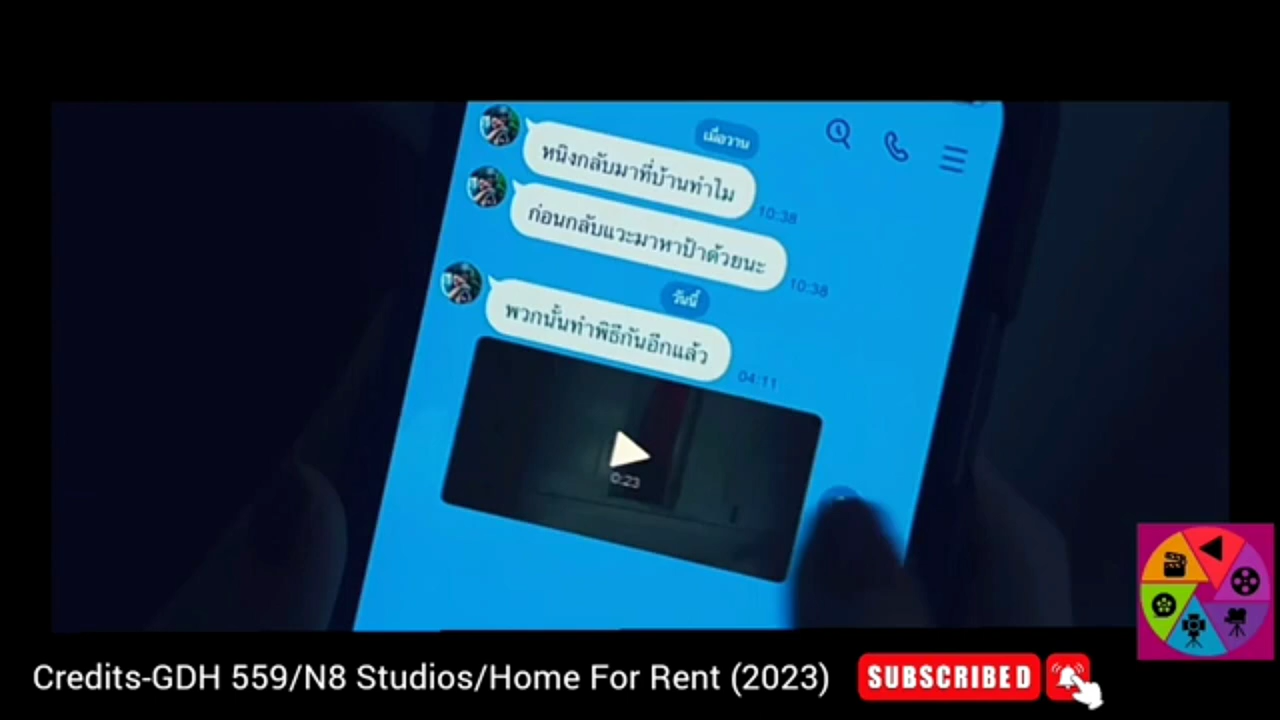 เมื่อวาน
หนิงกลับมาที่บ้านทำไม
10:38
ก่อนกลับแวะมาหาป้าด้วยนะ
10:38
วันนี้
พวกนั้นทำพิธีกันอีกแล้ว
04:11
0:23
Credits-GDH 559/N8 Studios/Home For Rent (2023)
SUBSCRIBED